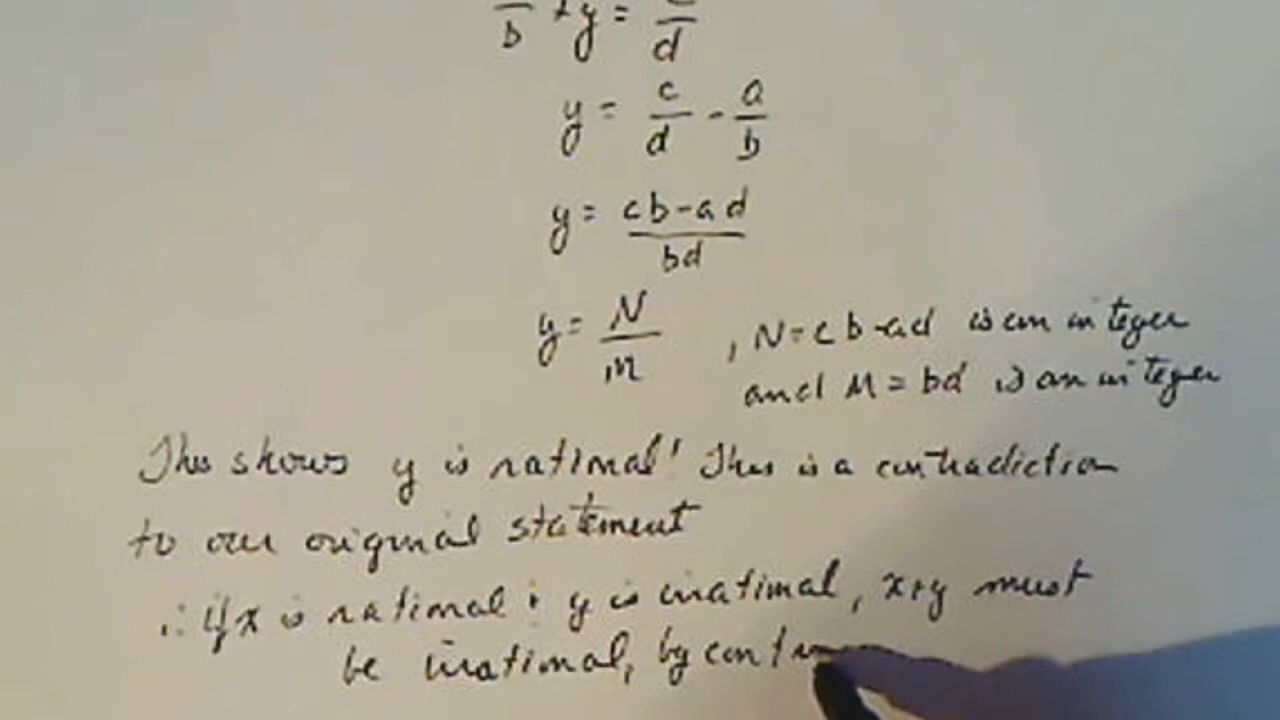 b + y = c/d
y = c/d - a/b
y = cb-ad/bd
y = N/M , N=cb-ad is an integer
and M = bd is an integer
This shows y is rational! This is a contradiction
to our original statement
∴ if x is rational & y is irrational, x+y must
be irrational, by